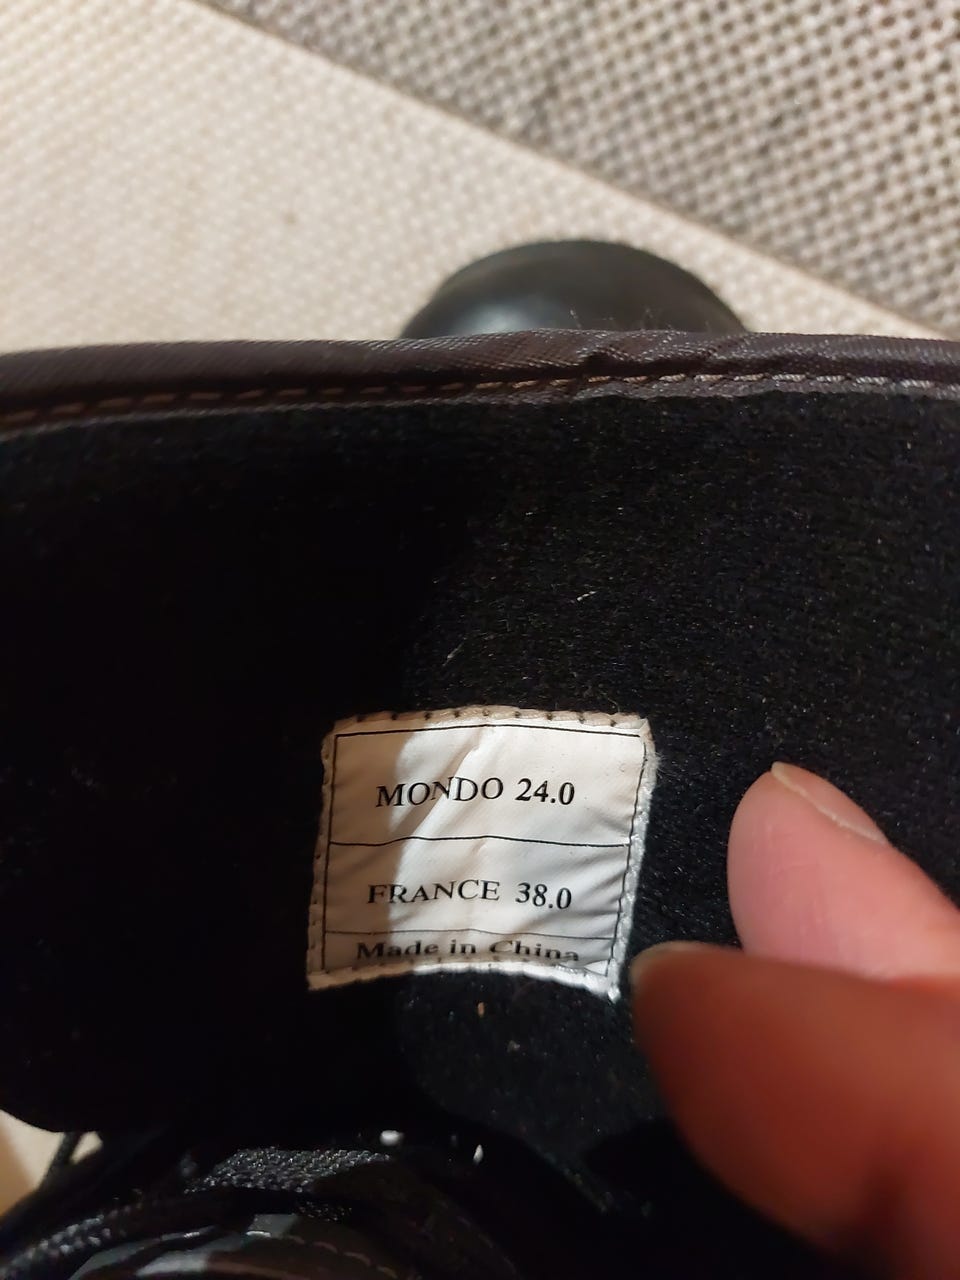 MONDO 24.0
FRANCE 38.0
Made in China